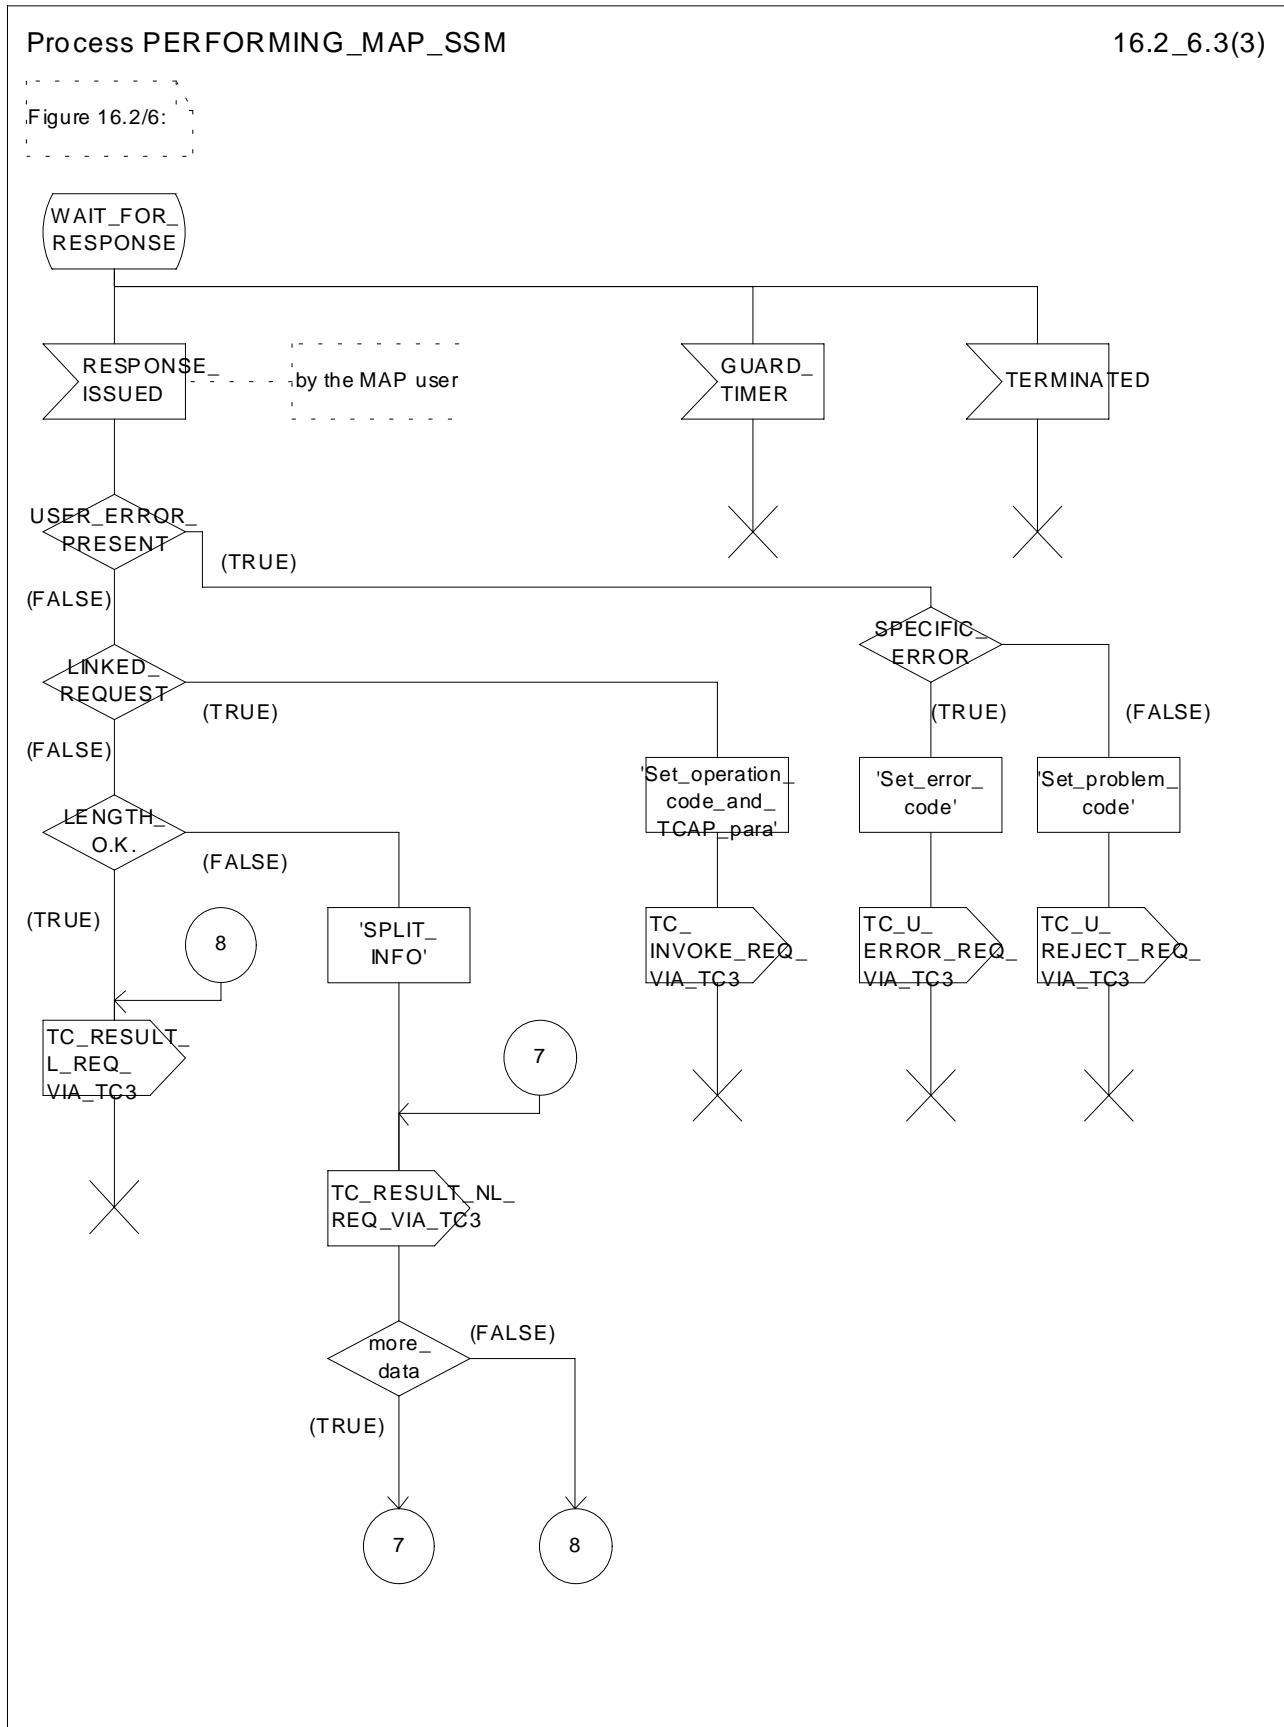 Process PERFORMING_MAP_SSM
16.2_6.3(3)
Figure 16.2/6:
WAIT_FOR_
RESPONSE
RESPONSE_
ISSUED
by the MAP user
GUARD_
TIMER
TERMINATED
USER_ERROR_
PRESENT
(TRUE)
(FALSE)
SPECIFIC_
ERROR
LINKED_
REQUEST
(TRUE)
(TRUE)
(FALSE)
(FALSE)
'Set_operation_
code_and_
TCAP_para'
'Set_error_
code'
'Set_problem_
code'
LENGTH_
O.K.
(FALSE)
(TRUE)
8
'SPLIT_
INFO'
TC_
INVOKE_REQ_
VIA_TC3
TC_U_
ERROR_REQ_
VIA_TC3
TC_U_
REJECT_REQ_
VIA_TC3
TC_RESULT_
L_REQ_
VIA_TC3
7
TC_RESULT_NL_
REQ_VIA_TC3
more_
data
(FALSE)
(TRUE)
7
8